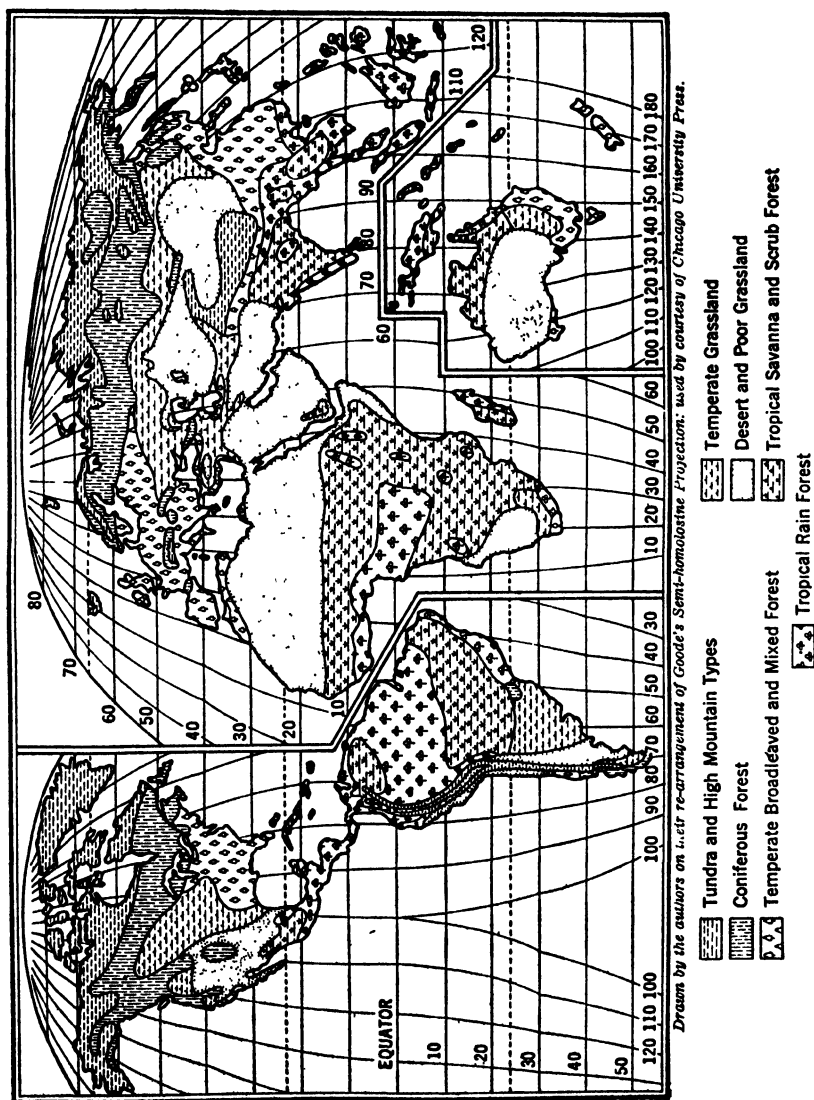 80
70
60
50
40
30
20
10
EQUATOR
10
20
30
40
50
120 110 100
100
90
80 70 60 50 40 30
10 20 30 40 50 60
60
70
80
90
110
120
100 110 120 130 140 150 160 170 180
Drawn by the authors on their re-arrangement of Goode's Semi-homolosine Projection: used by courtesy of Chicago University Press.
Tundra and High Mountain Types
Coniferous Forest
Temperate Broadleaved and Mixed Forest
Temperate Grassland
Desert and Poor Grassland
Tropical Savanna and Scrub Forest
Tropical Rain Forest